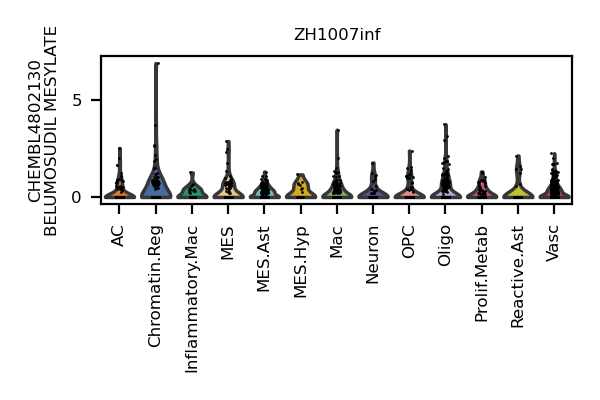 ZH1007inf
CHEMBL4802130
BELUMOSUDIL MESYLATE
5
0
AC
Chromatin.Reg
Inflammatory.Mac
MES
MES.Ast
MES.Hyp
Mac
Neuron
OPC
Oligo
Prolif.Metab
Reactive.Ast
Vasc